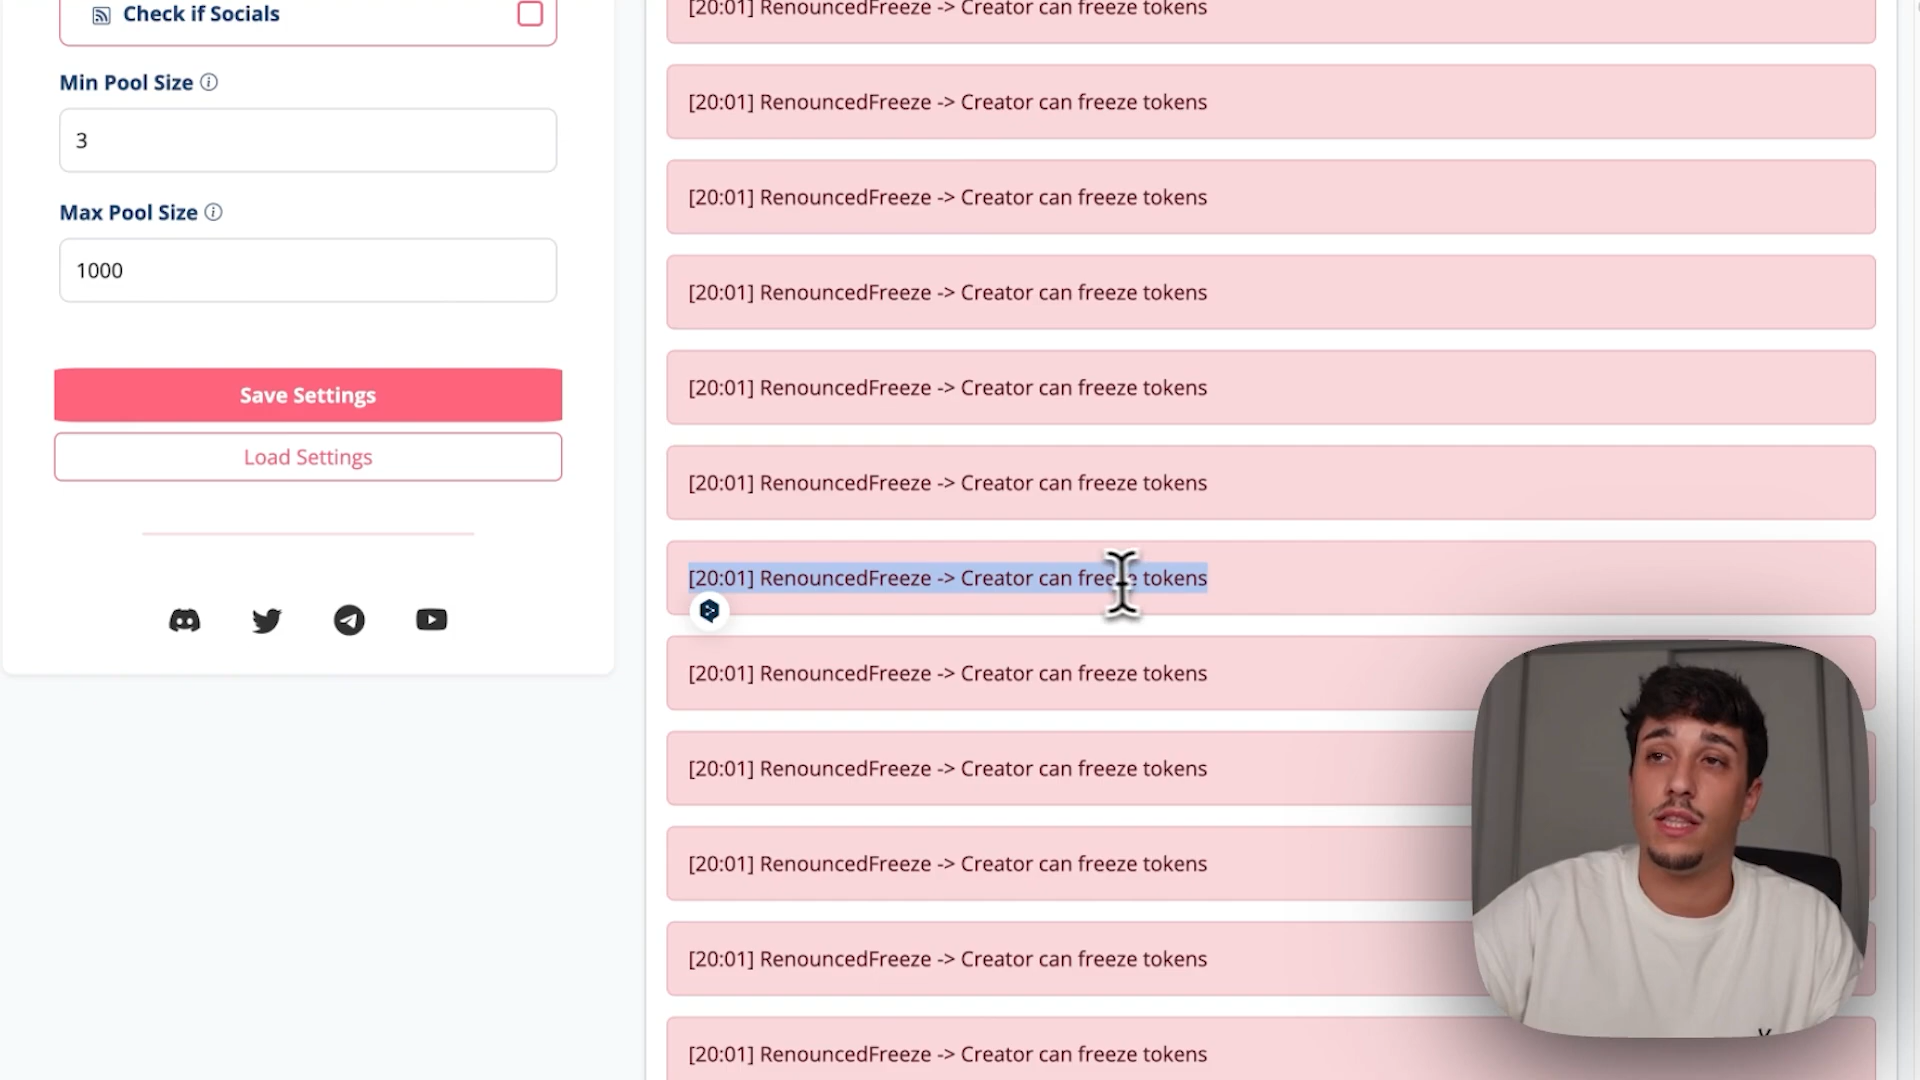 Check if Socials
Min Pool Size
3
Max Pool Size
1000
Save Settings
Load Settings
[20:01] RenouncedFreeze -> Creator can freeze tokens
[20:01] RenouncedFreeze -> Creator can freeze tokens
[20:01] RenouncedFreeze -> Creator can freeze tokens
[20:01] RenouncedFreeze -> Creator can freeze tokens
[20:01] RenouncedFreeze -> Creator can freeze tokens
[20:01] RenouncedFreeze -> Creator can freeze tokens
[20:01] RenouncedFreeze -> Creator can freeze tokens
[20:01] RenouncedFreeze -> Creator can freeze tokens
[20:01] RenouncedFreeze -> Creator can freeze tokens
[20:01] RenouncedFreeze -> Creator can freeze tokens
[20:01] RenouncedFreeze -> Creator can freeze tokens
[20:01] RenouncedFreeze -> Creator can freeze tokens